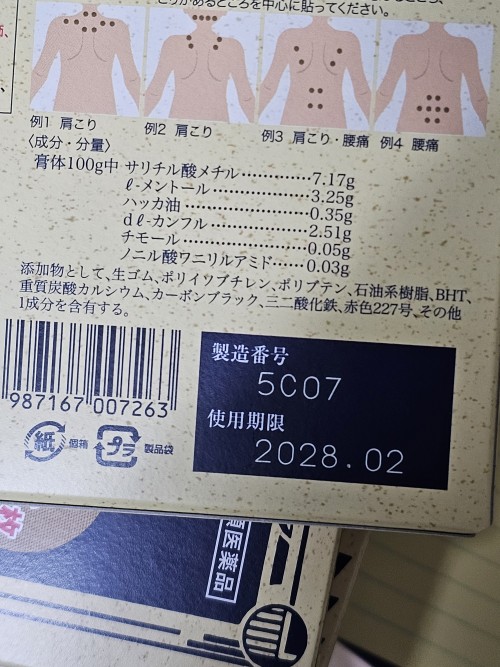 こりがあるところを中心に貼ってください。
例1 肩こり
例2 肩こり
例3 肩こり・腰痛
例4 腰痛
〈成分・分量〉
膏体100g中 サリチル酸メチル…………7.17g
ℓ-メントール……………3.25g
ハッカ油…………………0.35g
dℓ-カンフル……………2.51g
チモール…………………0.05g
ノニル酸ワニリルアミド……0.03g
添加物として、生ゴム、ポリイソブチレン、ポリブテン、石油系樹脂、BHT、
重質炭酸カルシウム、カーボンブラック、三二酸化鉄、赤色227号、その他
1成分を含有する。
987167 007263
紙 個箱
プラ 製品袋
製造番号
5C07
使用期限
2028.02
医薬品